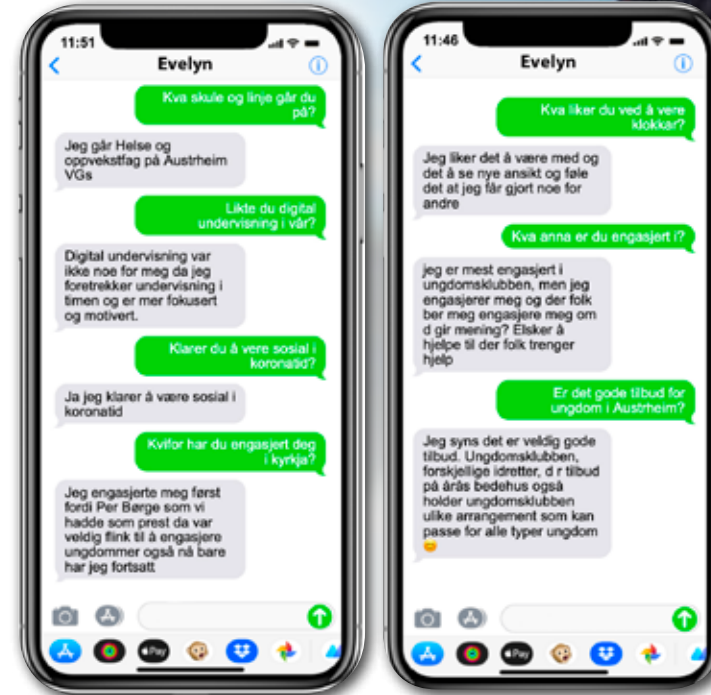 11:51
Evelyn
Kva skule og linje går du
på?
Jeg går Helse og
oppvekstfag på Austrheim
VGs
Likte du digital
undervisning i vår?
Digital undervisning var
ikke noe for meg da jeg
foretrekker undervisning i
timen og er mer fokusert
og motivert.
Klarer du å vere sosial i
koronatid?
Ja jeg klarer å være sosial i
koronatid
Kvifor har du engasjert deg
i kyrkja?
Jeg engasjerte meg først
fordi Per Børge som vi
hadde som prest da var
veldig flink til å engasjere
ungdommer også nå bare
har jeg fortsatt
Pay
11:46
Evelyn
Kva liker du ved å vere
klokkar?
Jeg liker det å være med og
det å se nye ansikt og føle
det at jeg får gjort noe for
andre
Kva anna er du engasjert i?
jeg er mest engasjert i
ungdomsklubben, men jeg
engasjerer meg og der folk
ber meg engasjere meg om
d gir mening? Elsker å
hjelpe til der folk trenger
hjelp
Er det gode tilbud for
ungdom i Austrheim?
Jeg syns det er veldig gode
tilbud. Ungdomsklubben,
forskjellige idretter, d r tilbud
på årås bedehus også
holder ungdomsklubben
ulike arrangement som kan
passe for alle typer ungdom
😊
Pay